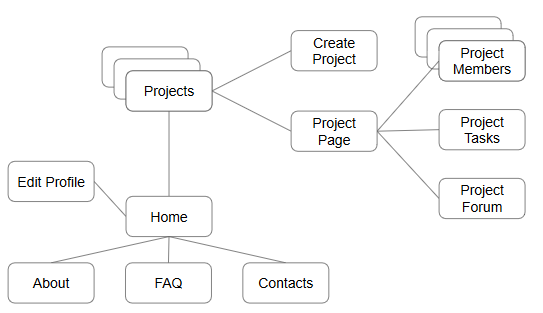 Create
Project
Project
Members
Projects
Project
Page
Project
Tasks
Edit Profile
Project
Forum
Home
About
FAQ
Contacts